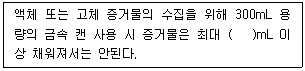 액체 또는 고체 증거물의 수집을 위해 300mL 용
량의 금속 캔 사용 시 증거물은 최대 (   )mL 이
상 채워져서는 안된다.